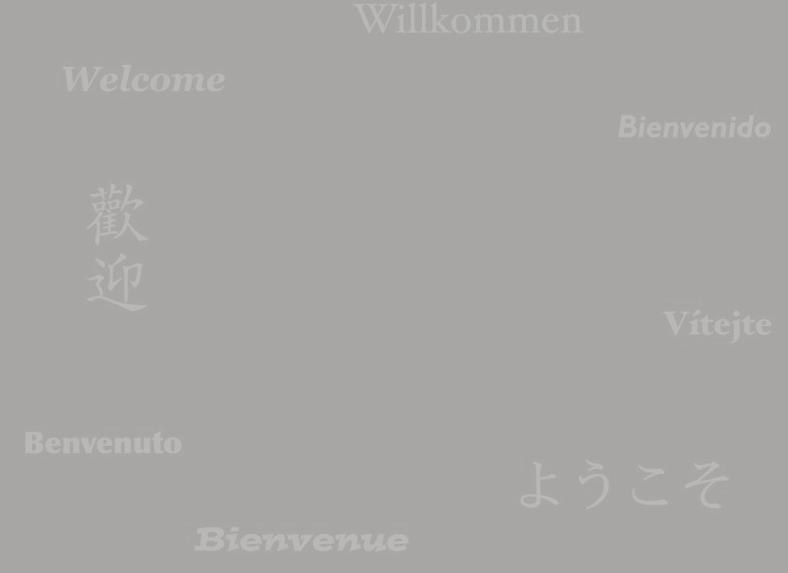 Willkommen
Welcome
Bienvenido
歡
迎
Vítejte
Benvenuto
ようこそ
Bienvenue